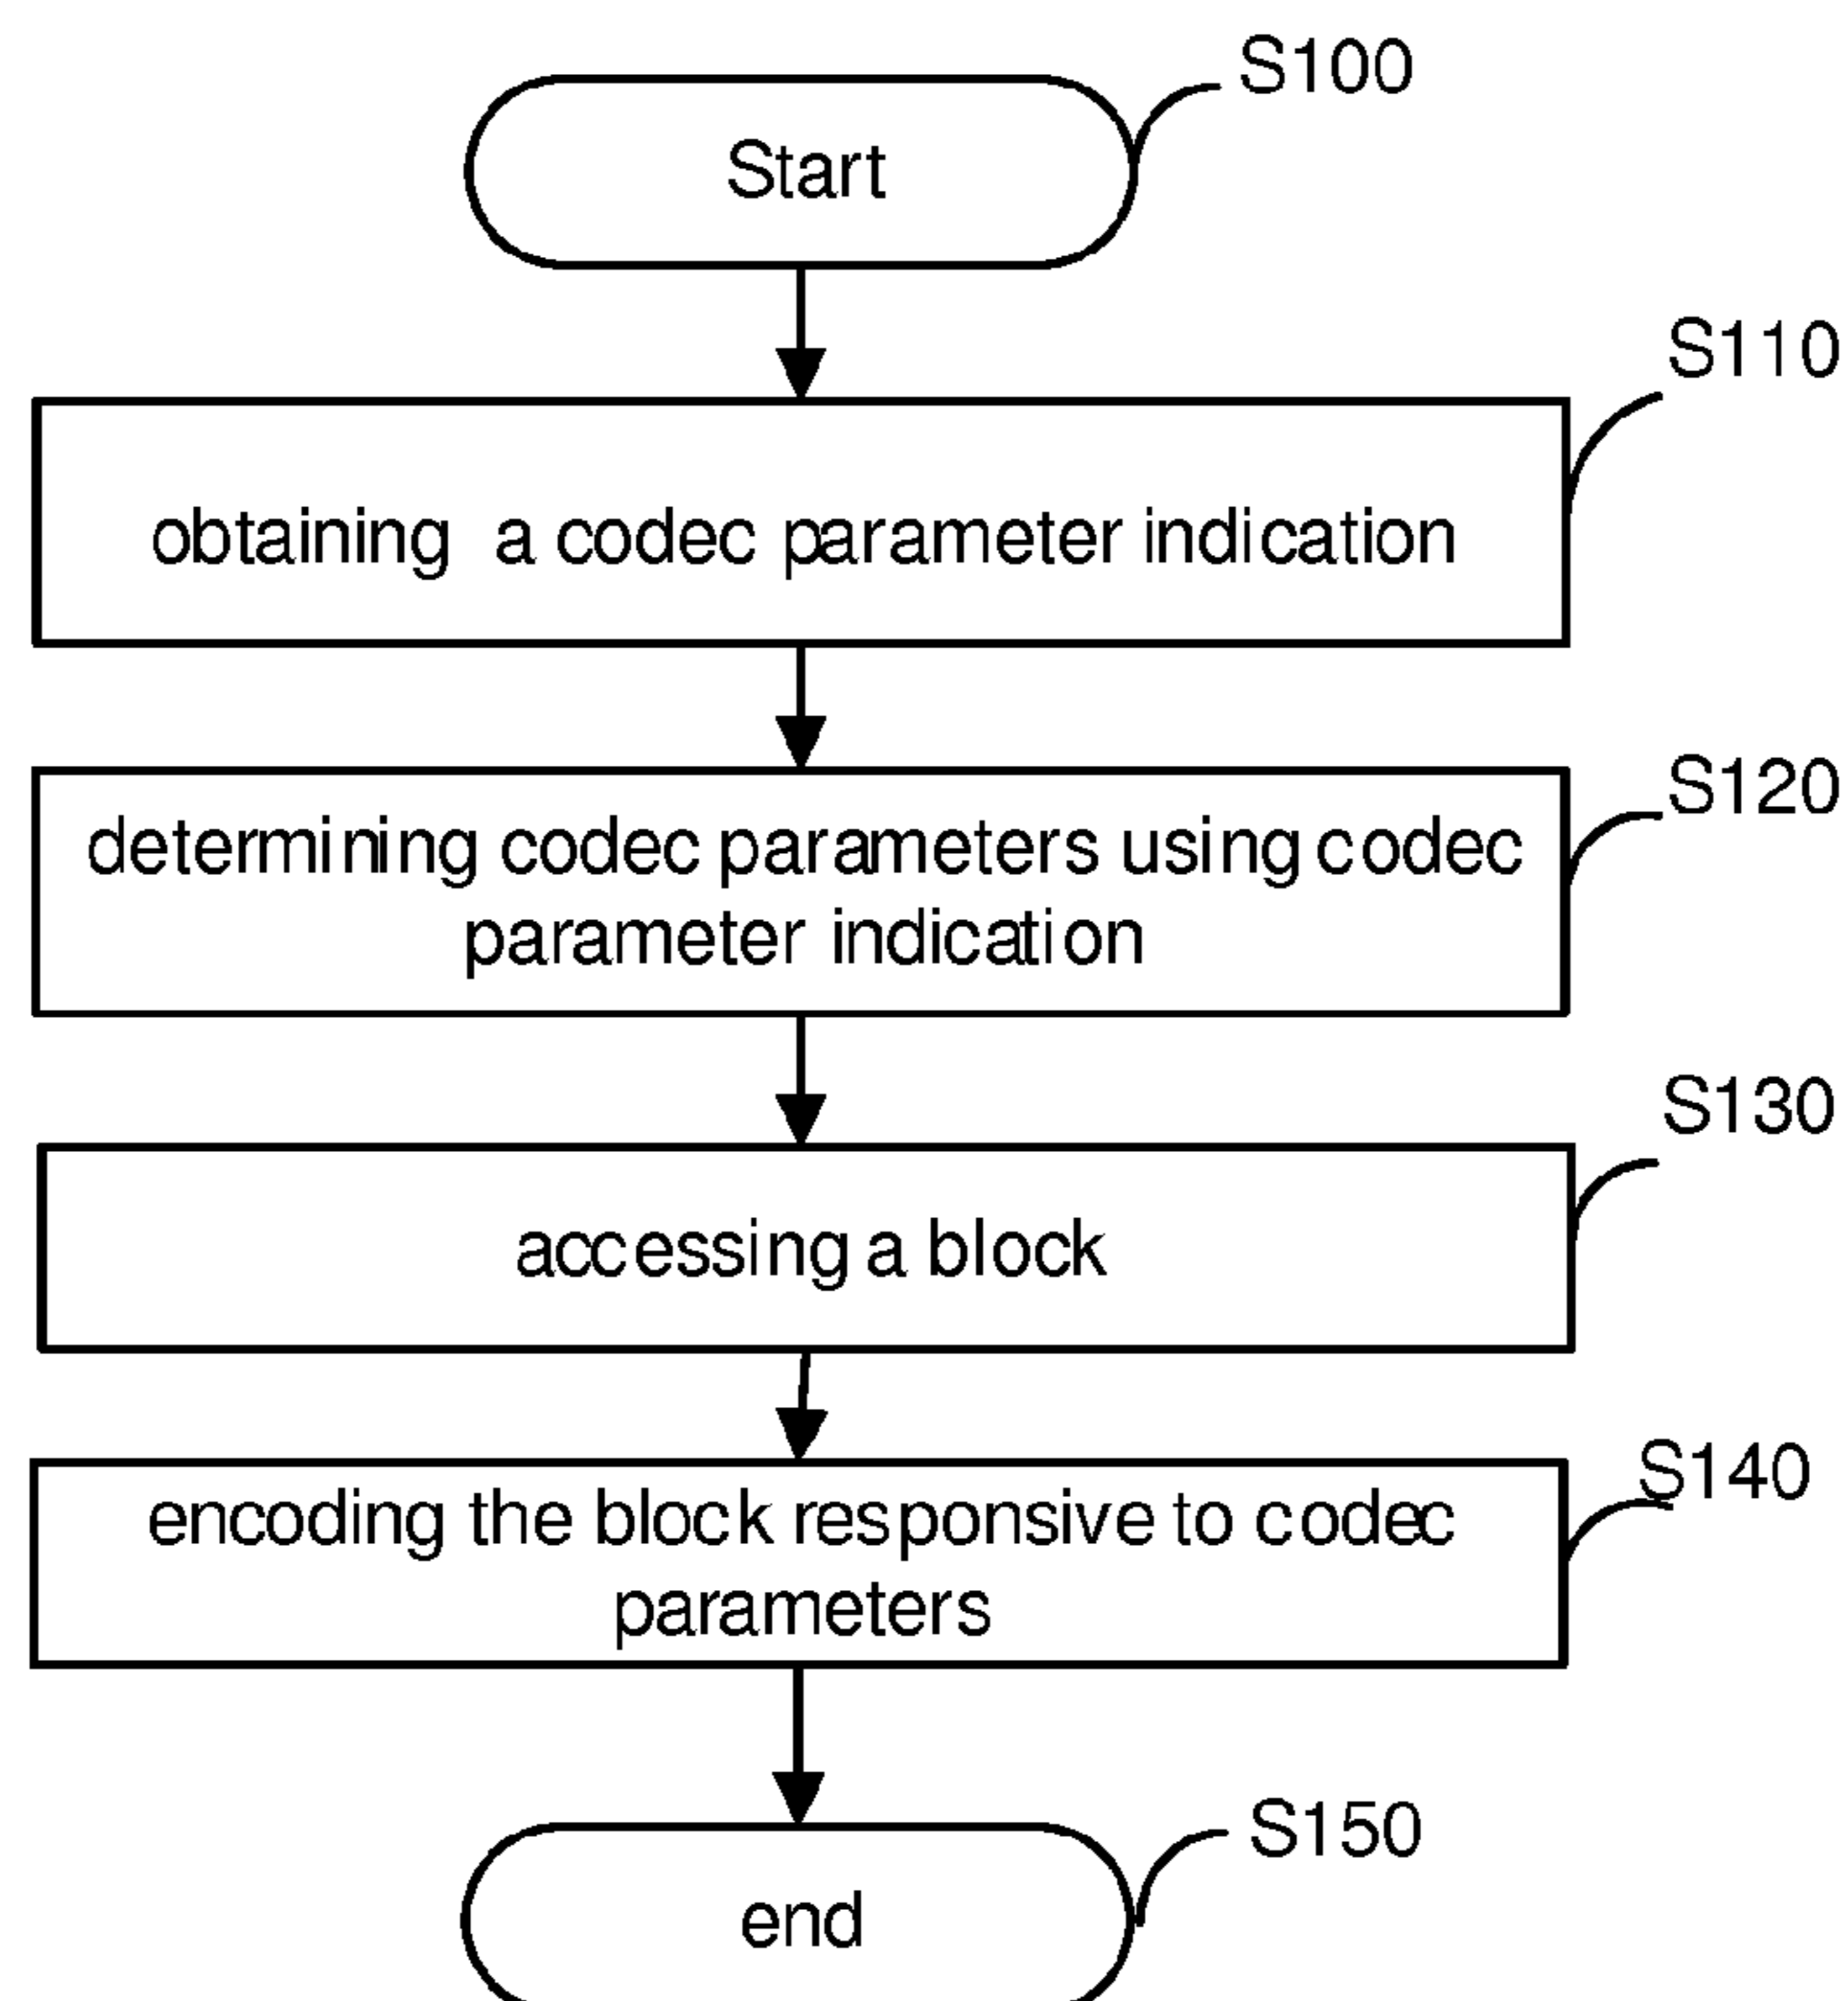 S100
Start
S110
obtaining a codec parameter indication
S120
determining codec parameters using codec
parameter indication
S130
accessing a block
S140
encoding the block responsive to codec
parameters
S150
end